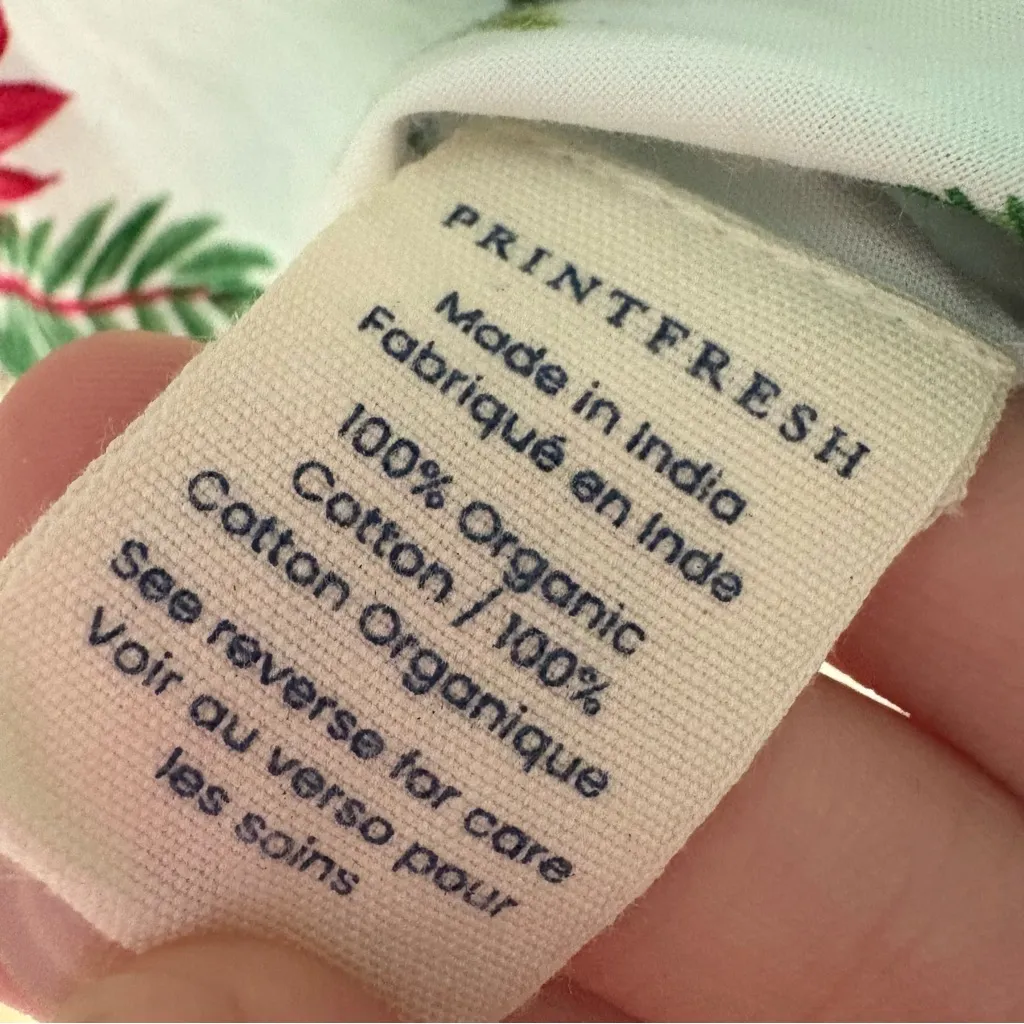 PRINTFRESH
Made in India
Fabriqué en Inde
100% Organic
Cotton / 100%
Cotton Organique
See reverse for care
Voir au verso pour
les soins